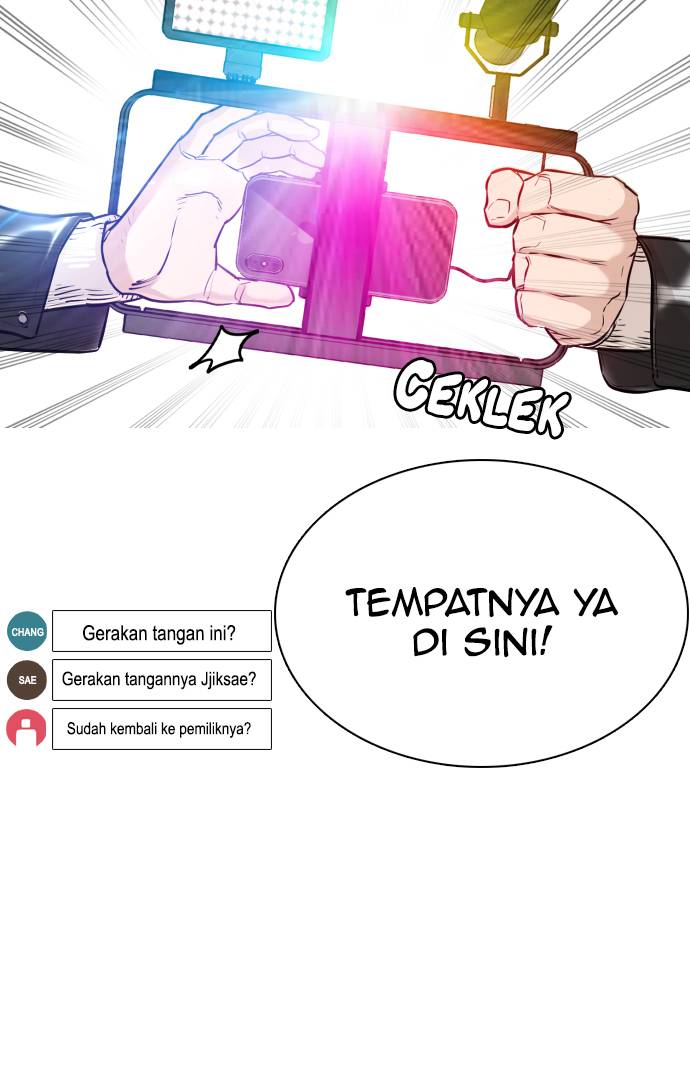 CEKLEK
TEMPATNYA YA
DI SINI!
CHANG
Gerakan tangan ini?
SAE
Gerakan tangannya Jjiksae?
Sudah kembali ke pemiliknya?